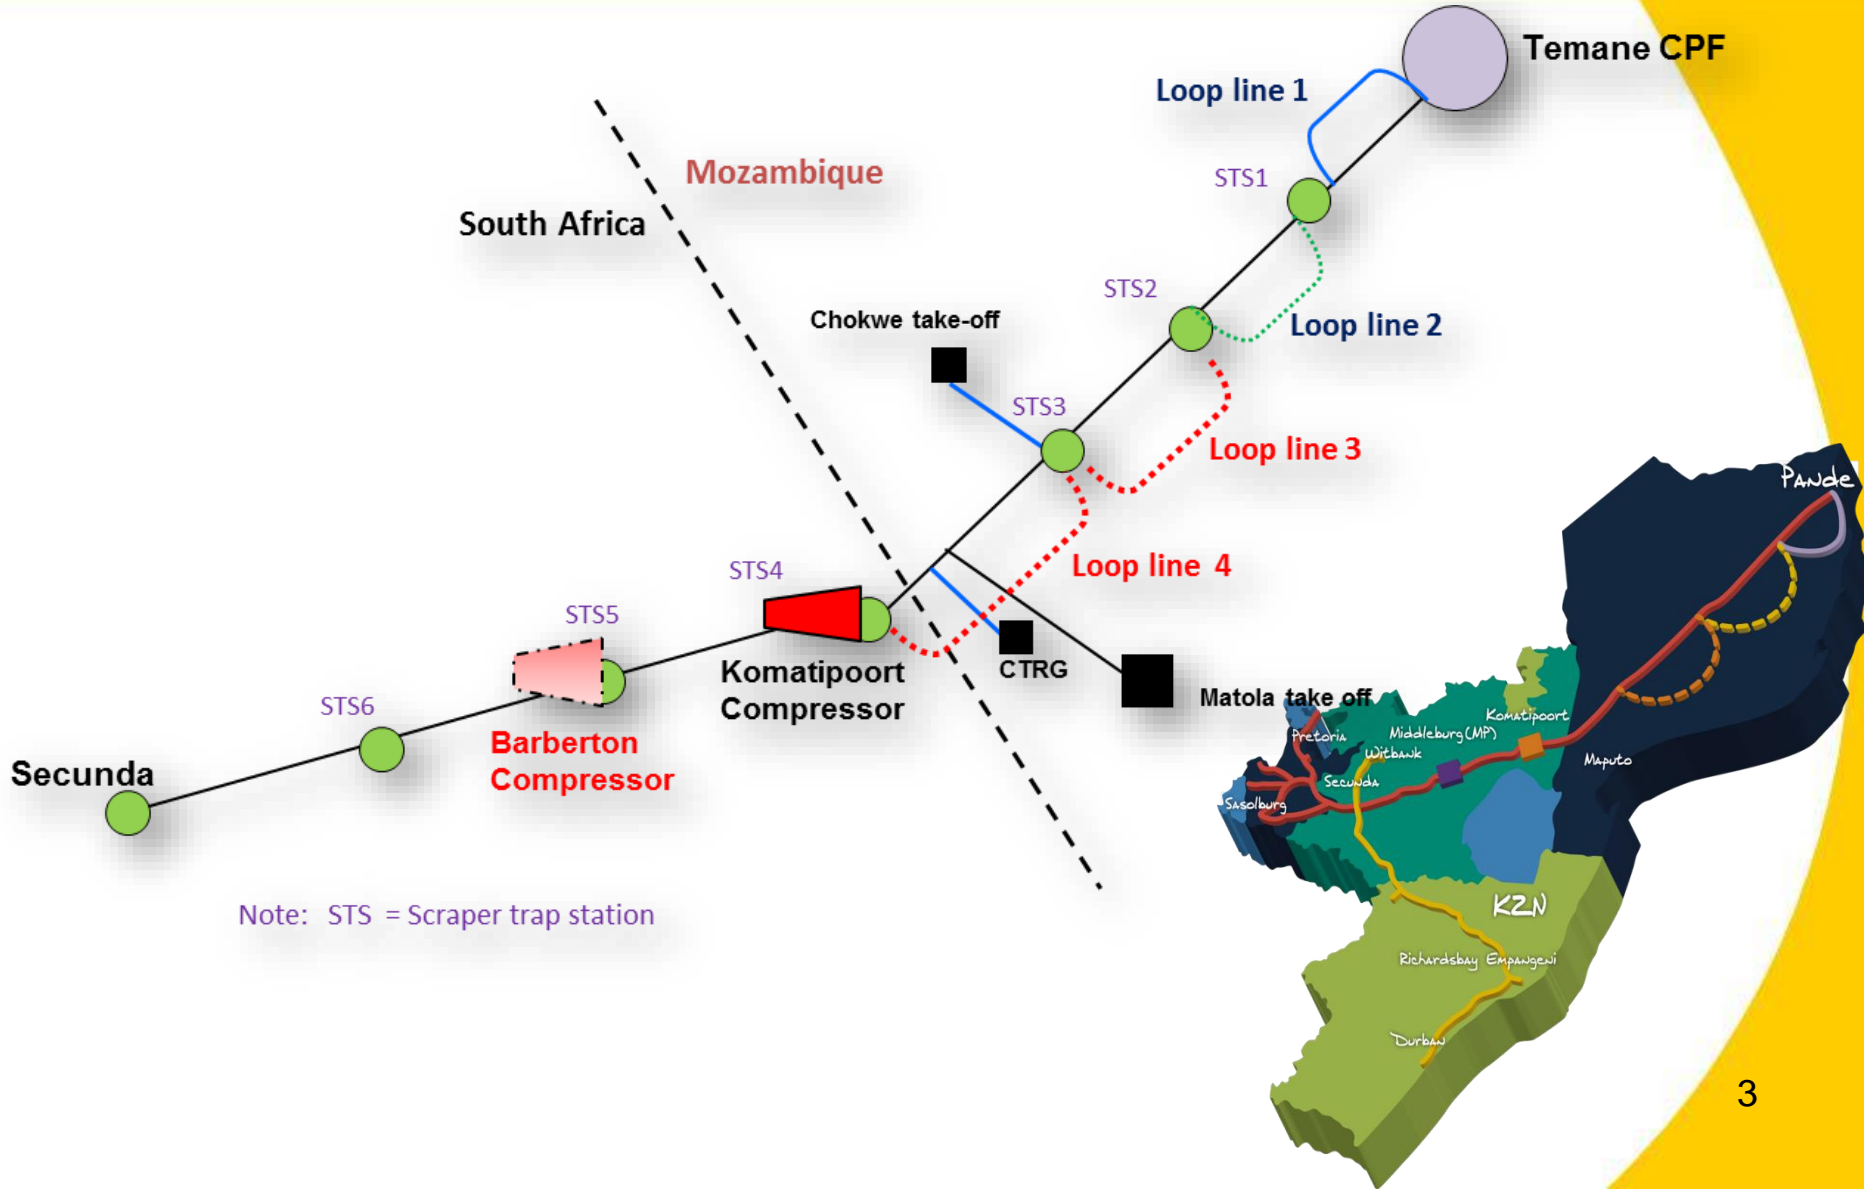 Temane CPF
Loop line 1
Mozambique
STS1
South Africa
STS2
Chokwe take-off
Loop line 2
STS3
Loop line 3
STS4
Loop line 4
STS5
Komatipoort
Compressor
CTRG
Matola take off
STS6
Barberton
Compressor
Secunda
Note: STS = Scraper trap station
Pande
Komatipoort
Pretoria
Middleburg (MP)
Witbank
Maputo
Secunda
Sasolburg
KZN
Richardsbay Empangeni
Durban
3